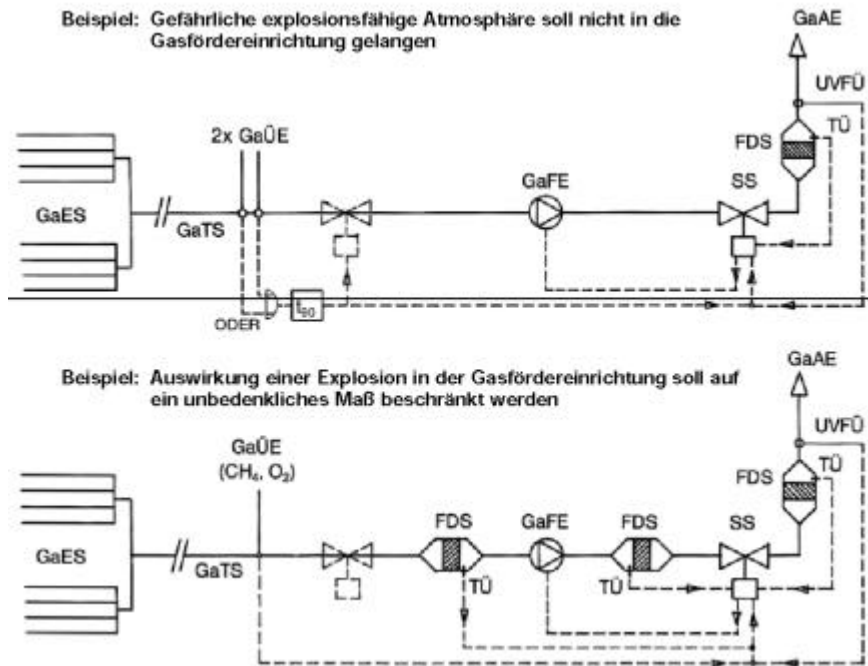 Beispiel: Gefährliche explosionsfähige Atmosphäre soll nicht in die
Gasfördereinrichtung gelangen
GaAE
UVFÜ
TÜ
FDS
2x GaÜE
GaFE
SS
GaES
GaTS
ODER
t90
Beispiel: Auswirkung einer Explosion in der Gasfördereinrichtung soll auf
ein unbedenkliches Maß beschränkt werden
GaAE
UVFÜ
GaÜE
(CH4, O2)
FDS
TÜ
FDS
GaFE
FDS
SS
GaES
GaTS
TÜ
TÜ